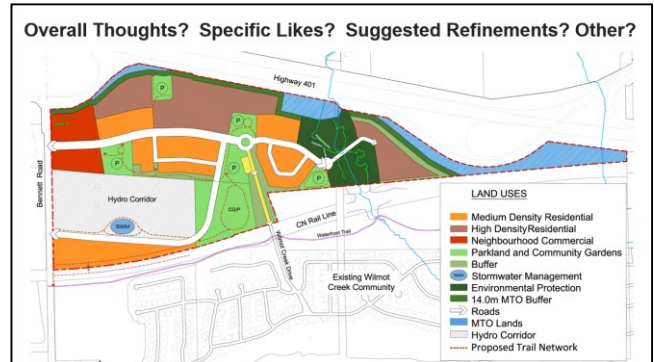 Overall Thoughts? Specific Likes? Suggested Refinements? Other?
Highway 401
P
P
P
P
P
P
Bennett Road
Hydro Corridor
SWM
CG/P
CN Rail Line
Waterfront Trail
Wilmot Creek Drive
Existing Wilmot
Creek Community
LAND USES
Medium Density Residential
High DensityResidential
Neighbourhood Commercial
Parkland and Community Gardens
Buffer
Stormwater Management
Environmental Protection
14.0m MTO Buffer
Roads
MTO Lands
Hydro Corridor
Proposed Trail Network